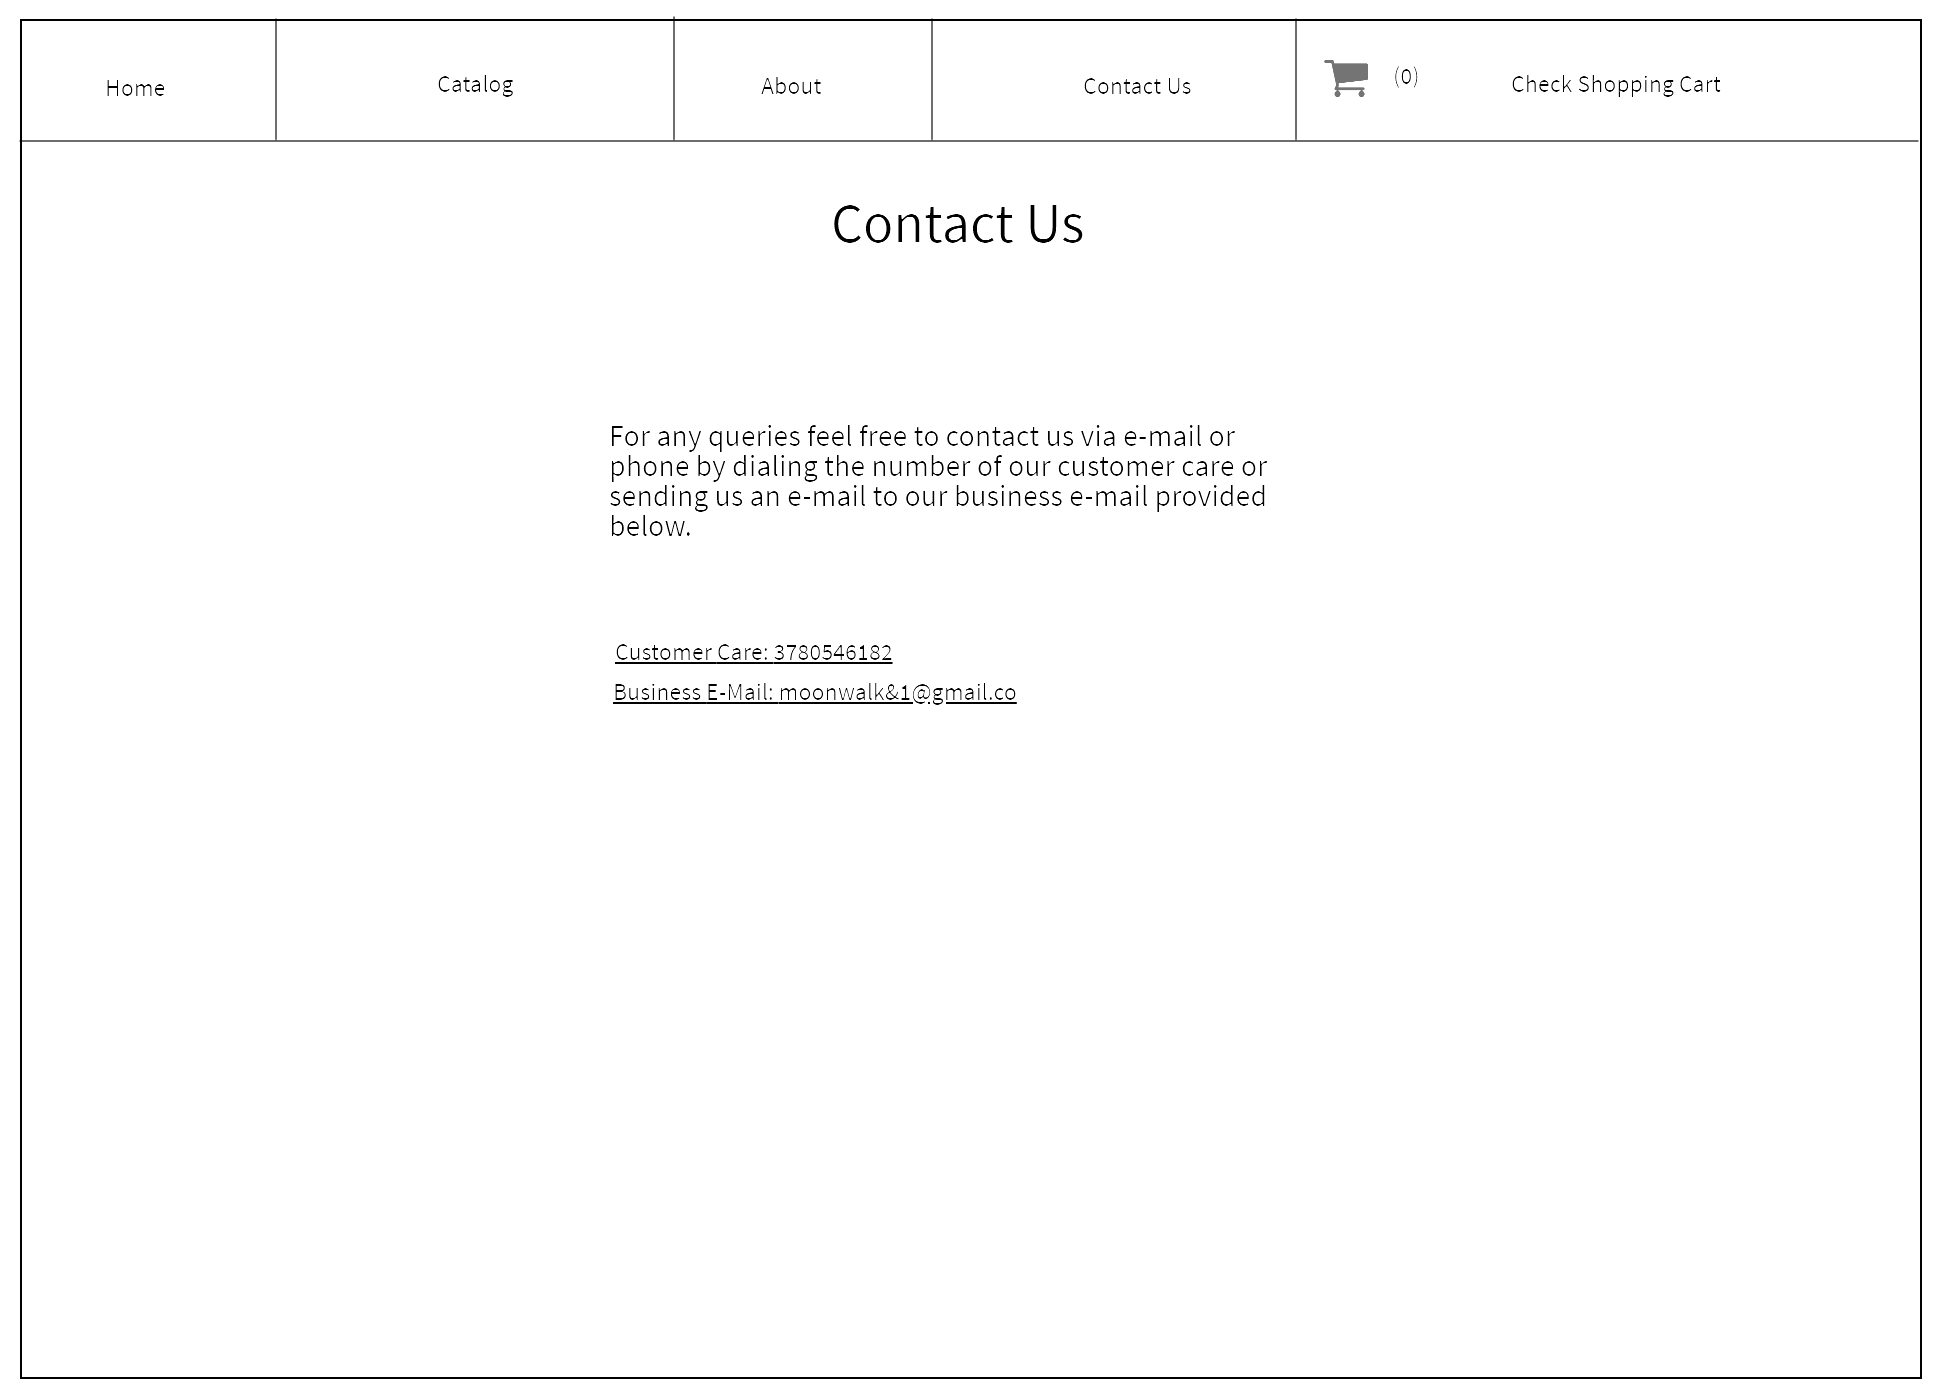 Home Catalog About Contact Us (0) Check Shopping Cart
Contact Us
For any queries feel free to contact us via e-mail or
phone by dialing the number of our customer care or
sending us an e-mail to our business e-mail provided
below.
Customer Care: 3780546182
Business E-Mail: moonwalk&1@gmail.co